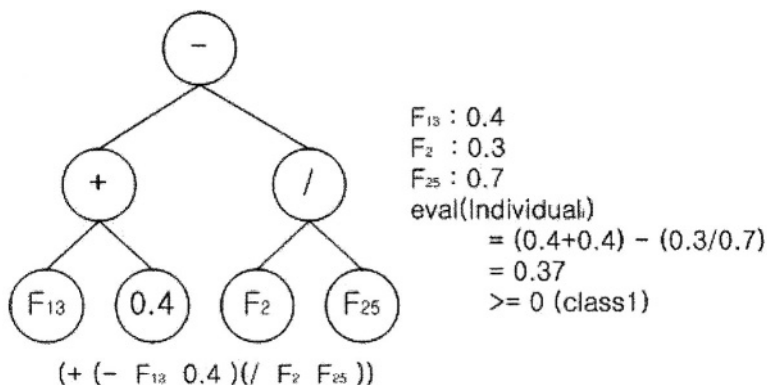 -
+ /
F₁₃ 0.4 F₂ F₂₅
(+ (- F₁₃ 0.4 )(/ F₂ F₂₅ ))
F₁₃ : 0.4
F₂ : 0.3
F₂₅ : 0.7
eval(Individualᵢ)
= (0.4+0.4) - (0.3/0.7)
= 0.37
>= 0 (class1)